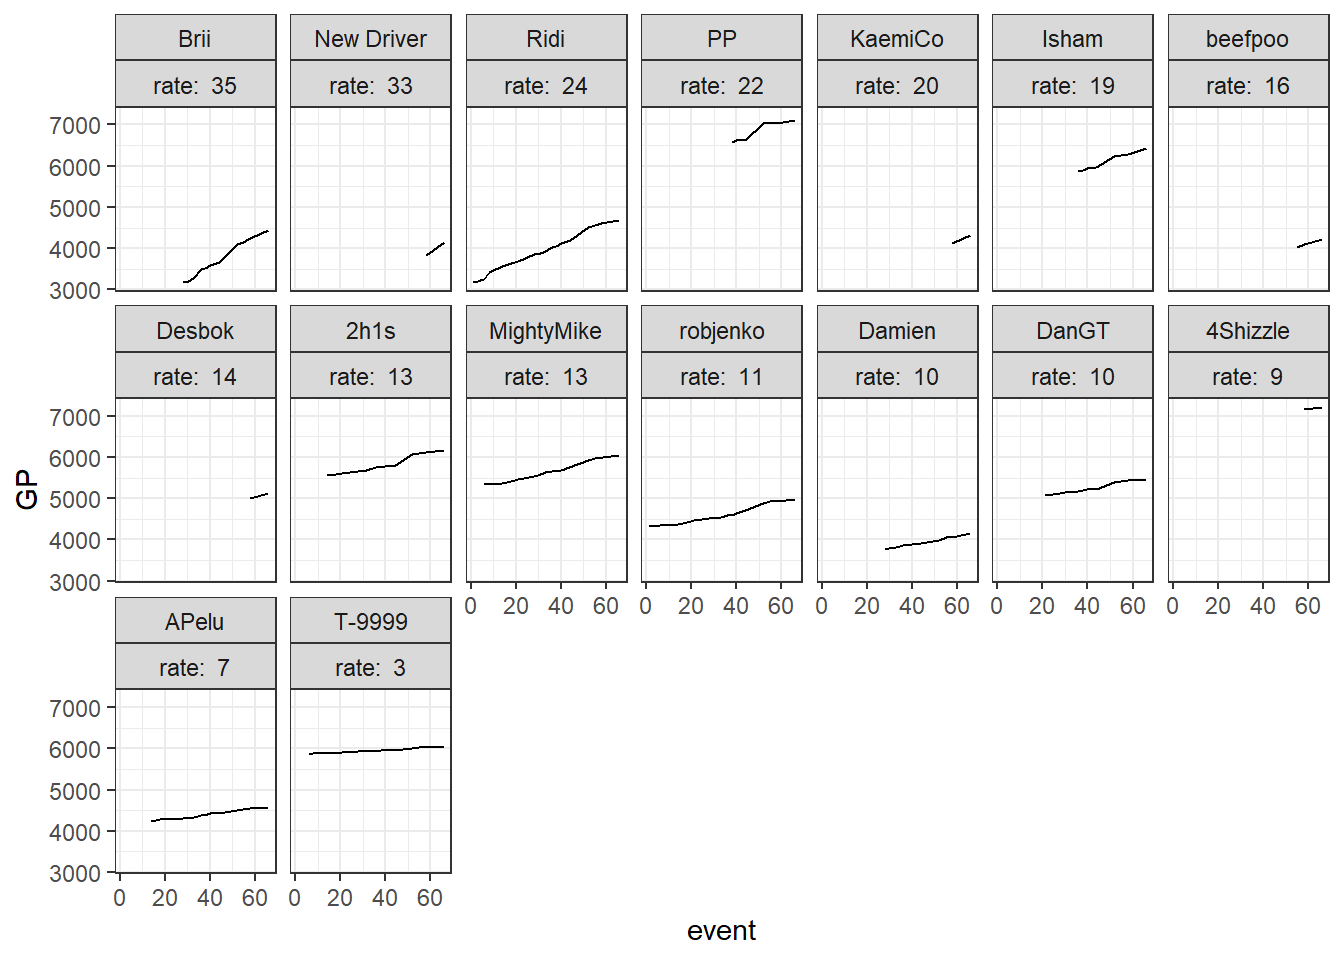 Brii New Driver Ridi PP KaemiCo Isham beefpoo
rate: 35 rate: 33 rate: 24 rate: 22 rate: 20 rate: 19 rate: 16
7000
6000
5000
4000
3000
Desbok 2h1s MightyMike robjenko Damien DanGT 4Shizzle
rate: 14 rate: 13 rate: 13 rate: 11 rate: 10 rate: 10 rate: 9
7000
6000
5000
4000
3000
GP
0 20 40 60 0 20 40 60 0 20 40 60 0 20 40 60 0 20 40 60
APelu T-9999
rate: 7 rate: 3
7000
6000
5000
4000
3000
0 20 40 60 0 20 40 60
event